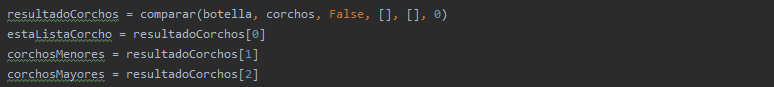 resultadoCorchos = comparar(botella, corchos, False, [], [], 0)
estaListaCorcho = resultadoCorchos[0]
corchosMenores = resultadoCorchos[1]
corchosMayores = resultadoCorchos[2]